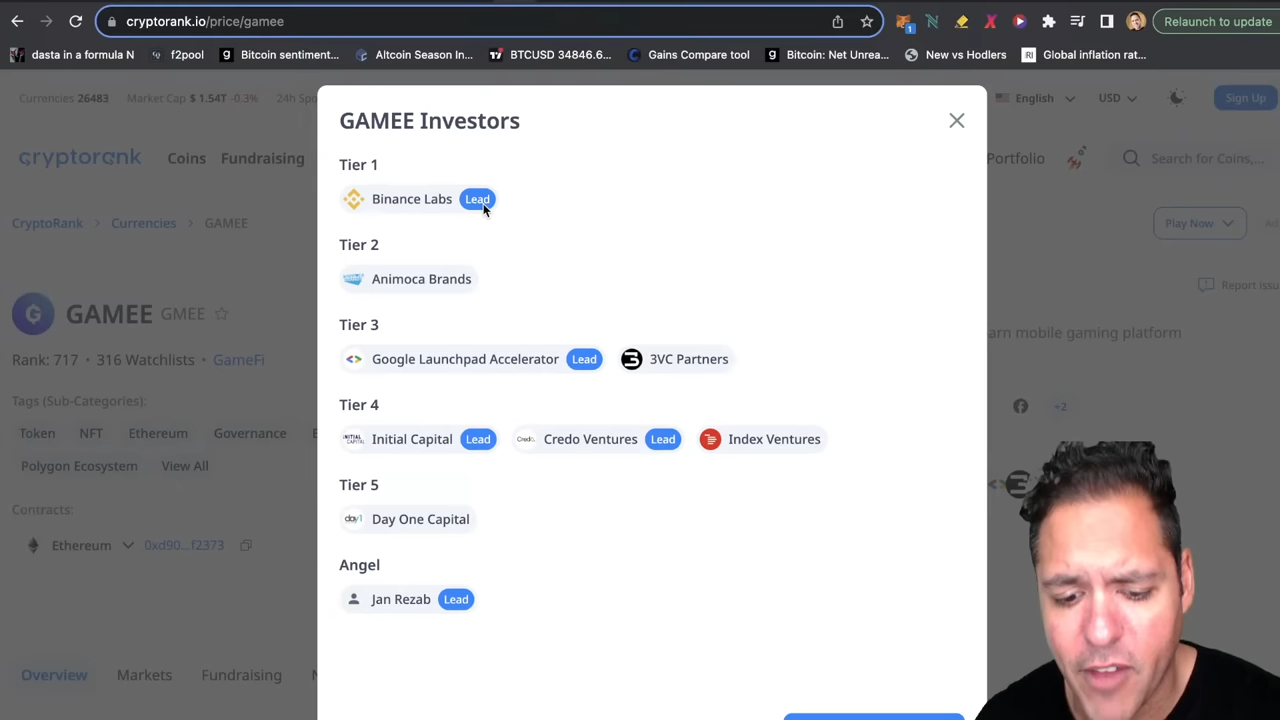 cryptorank.io/price/gamee
Relaunch to update
dasta in a formula N
f2pool
Bitcoin sentiment...
Altcoin Season In...
BTCUSD 34846.6...
Gains Compare tool
Bitcoin: Net Unrea...
New vs Hodlers
Global inflation rat...
Currencies 26483
Market Cap $ 1.54T -0.3%
24h Spo
English
USD
Sign Up
cryptorank
Coins
Fundraising
Portfolio
Search for Coins,...
CryptoRank > Currencies > GAMEE
Play Now
GAMEE GMEE
Report issu
Rank: 717 • 316 Watchlists • GameFi
arn mobile gaming platform
Tags (Sub-Categories):
+2
Token
NFT
Ethereum
Governance
Polygon Ecosystem
View All
Contracts:
Ethereum
0xd90...f2373
Overview
Markets
Fundraising
GAMEE Investors
Tier 1
Binance Labs Lead
Tier 2
Animoca Brands
Tier 3
Google Launchpad Accelerator Lead
3VC Partners
Tier 4
Initial Capital Lead
Credo Ventures Lead
Index Ventures
Tier 5
Day One Capital
Angel
Jan Rezab Lead